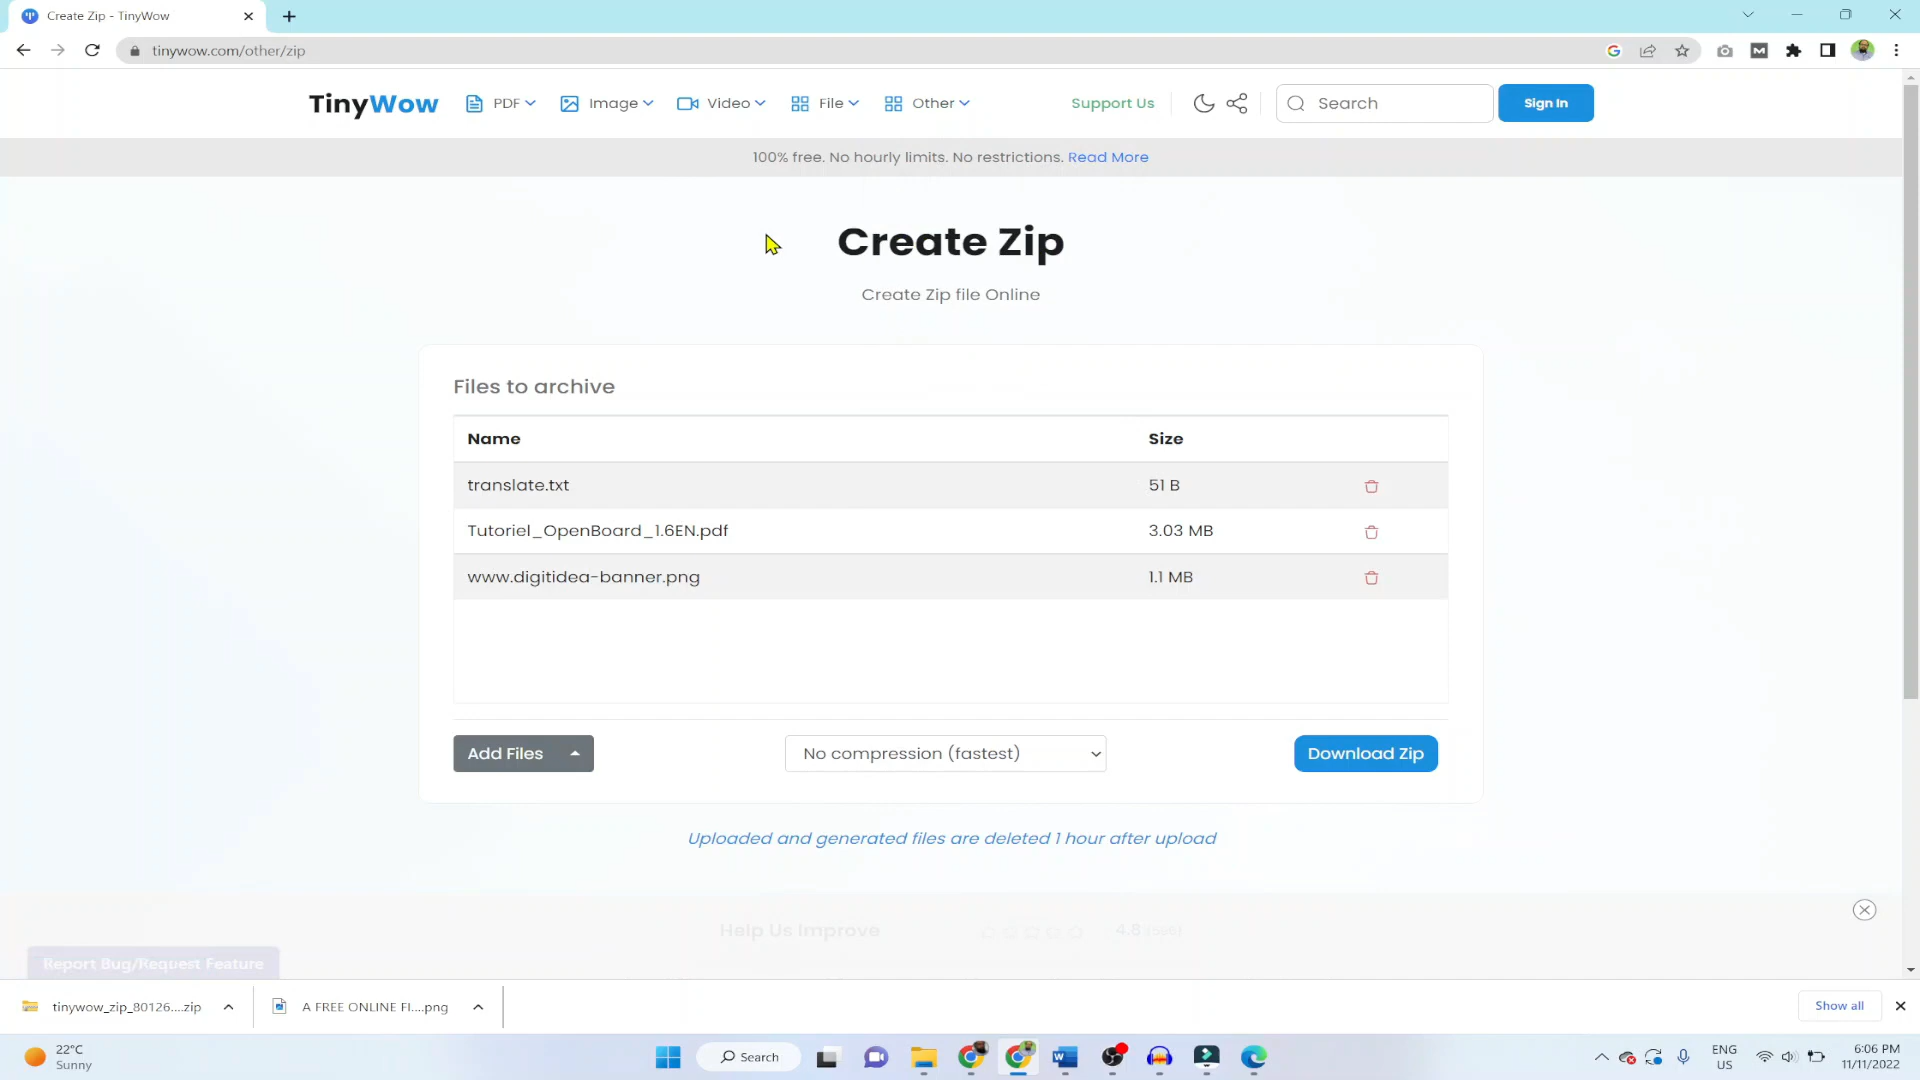 Create Zip - TinyWow
tinywow.com/other/zip
TinyWow PDF Image Video File Other Support Us Search Sign In
100% free. No hourly limits. No restrictions. Read More
Create Zip
Create Zip file Online
Files to archive
Name Size
translate.txt 51 B
Tutoriel_OpenBoard_1.6EN.pdf 3.03 MB
www.digitidea-banner.png 1.1 MB
Add Files No compression (fastest) Download Zip
Uploaded and generated files are deleted 1 hour after upload
Help Us Improve 4.8
Report Bug/Request Feature
tinywow_zip_80126....zip A FREE ONLINE FI....png Show all
22°C
Sunny
Search
ENG
US
6:06 PM
11/11/2022